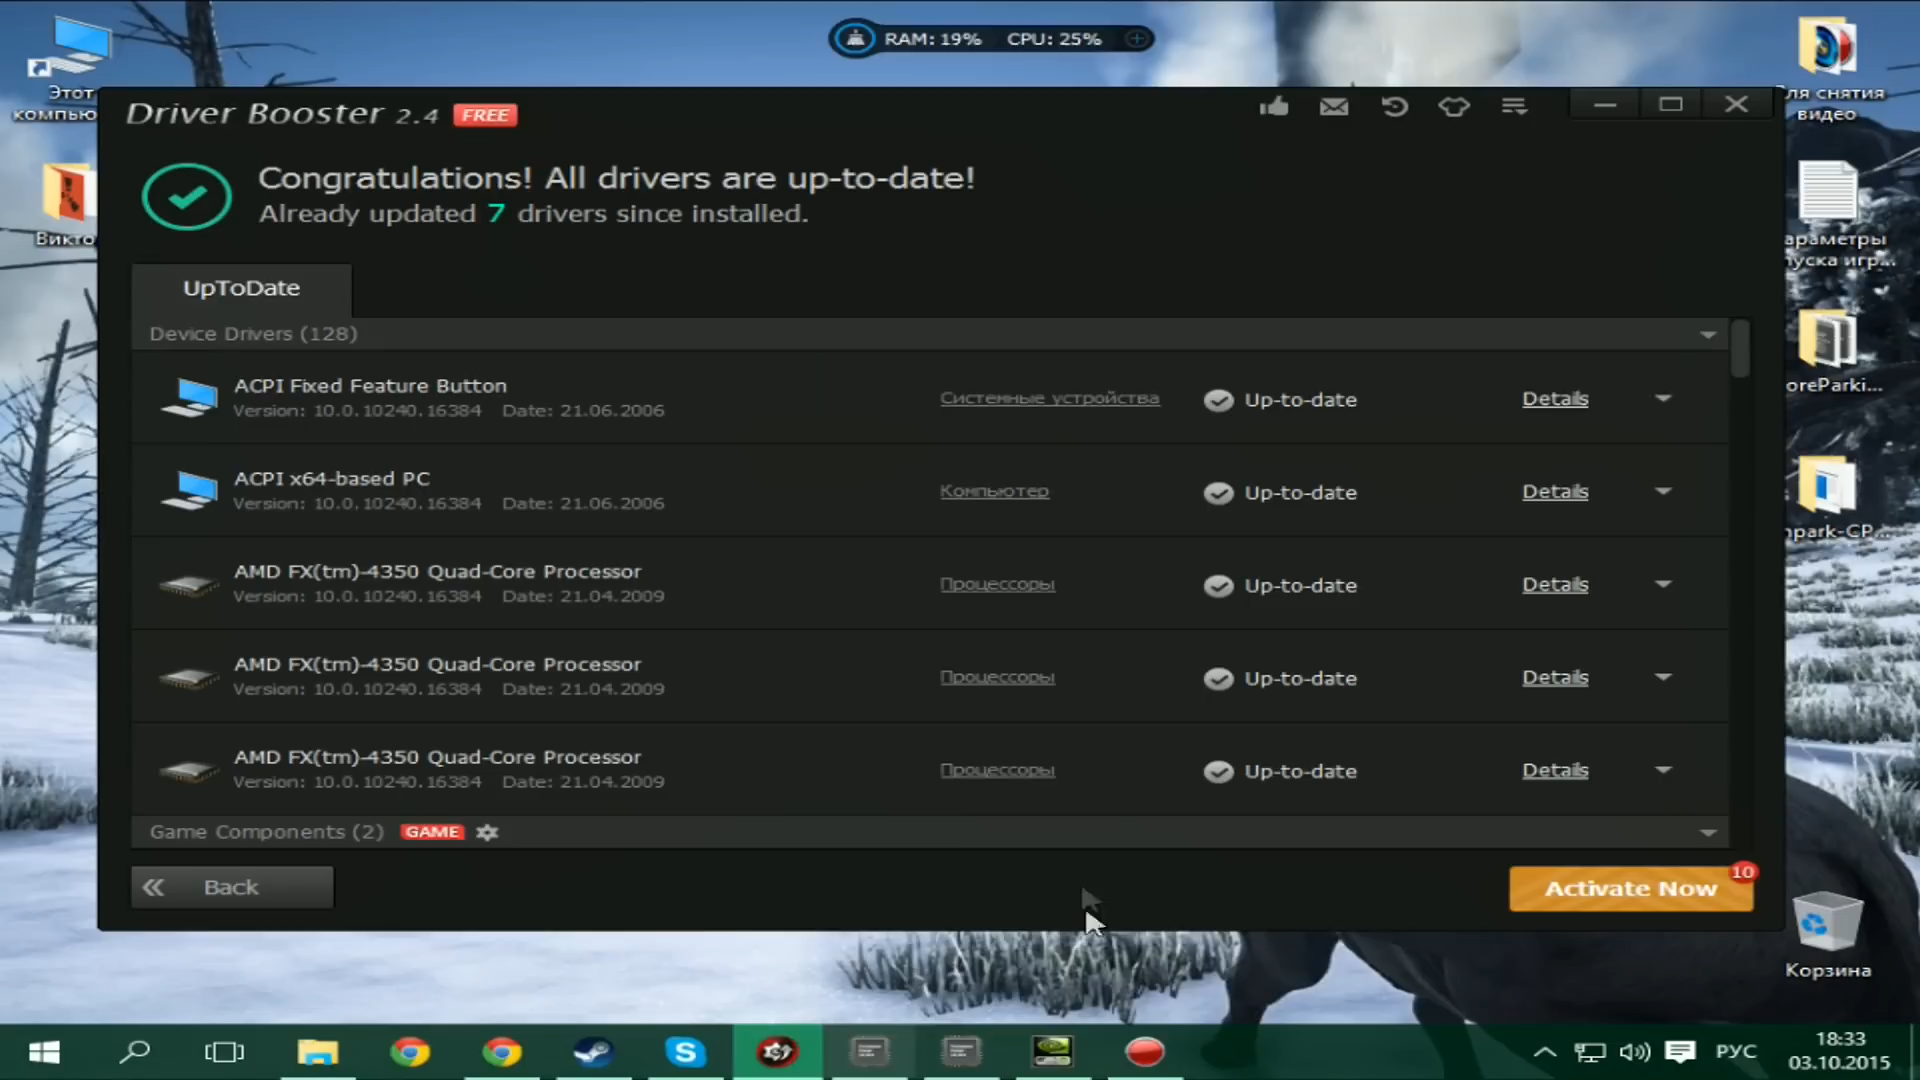 RAM: 19% CPU: 25%
Этот
Driver Booster 2.4 FREE
Congratulations! All drivers are up-to-date!
Already updated 7 drivers since installed.
UpToDate
Device Drivers (128)
ACPI Fixed Feature Button
Version: 10.0.10240.16384 Date: 21.06.2006
Системные устройства
Up-to-date
Details
ACPI x64-based PC
Version: 10.0.10240.16384 Date: 21.06.2006
Компьютер
Up-to-date
Details
AMD FX(tm)-4350 Quad-Core Processor
Version: 10.0.10240.16384 Date: 21.04.2009
Процессоры
Up-to-date
Details
AMD FX(tm)-4350 Quad-Core Processor
Version: 10.0.10240.16384 Date: 21.04.2009
Процессоры
Up-to-date
Details
AMD FX(tm)-4350 Quad-Core Processor
Version: 10.0.10240.16384 Date: 21.04.2009
Процессоры
Up-to-date
Details
Game Components (2) GAME
Back
Activate Now
10
снятия
видео
Корзина
РУС
18:33
03.10.2015